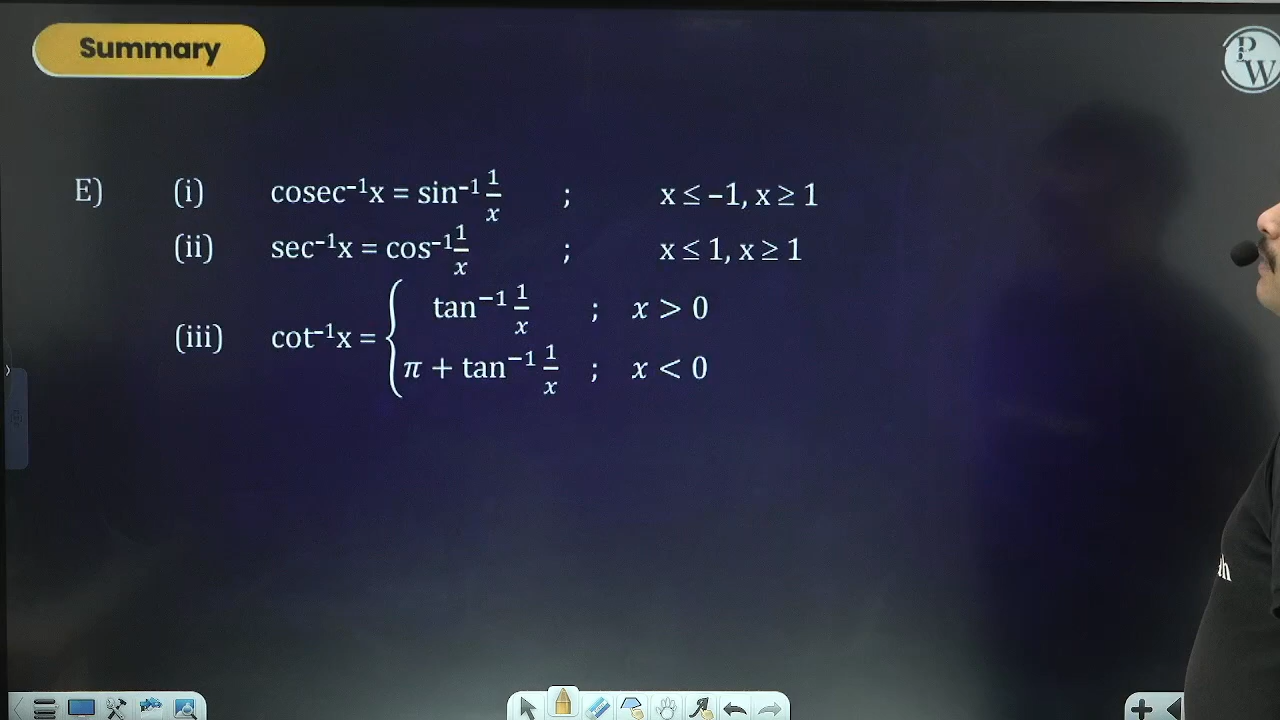 Summary
PW
E) (i) cosec⁻¹x = sin⁻¹ 1/x ; x ≤ –1, x ≥ 1
(ii) sec⁻¹x = cos⁻¹ 1/x ; x ≤ 1, x ≥ 1
(iii) cot⁻¹x = { tan⁻¹ 1/x ; x > 0
π + tan⁻¹ 1/x ; x < 0